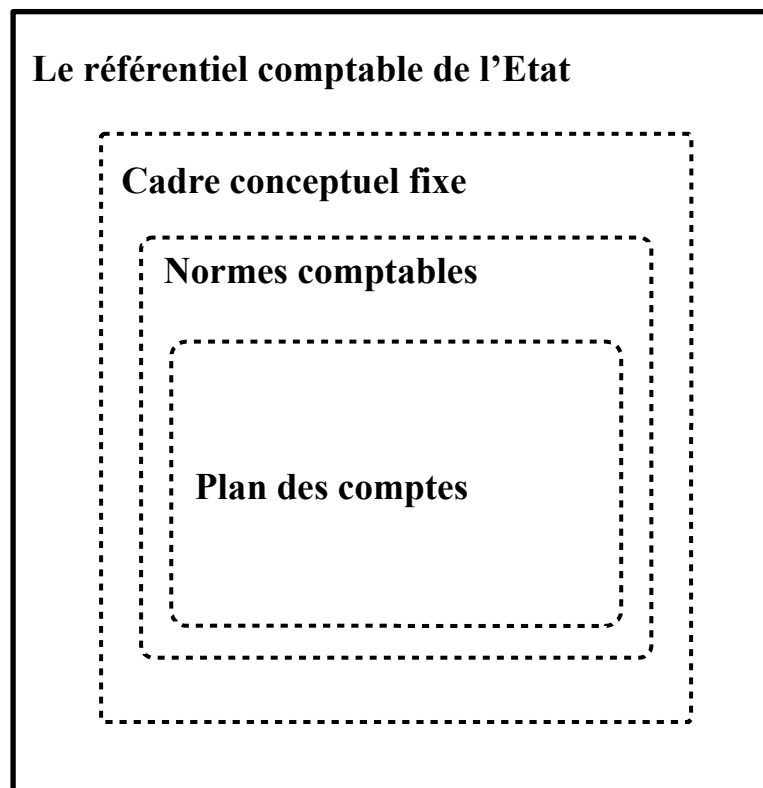 Le référentiel comptable de l’Etat
Cadre conceptuel fixe
Normes comptables
Plan des comptes